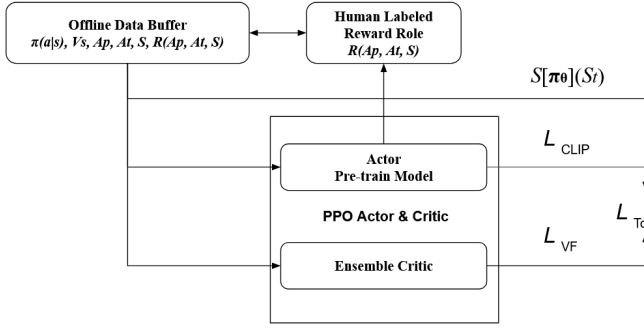 Offline Data Buffer
π(a|s), Vs, Ap, At, S, R(Ap, At, S)
Human Labeled
Reward Role
R(Ap, At, S)
S[πθ](St)
Actor
Pre-train Model
L CLIP
PPO Actor & Critic
L
L VF
Ensemble Critic